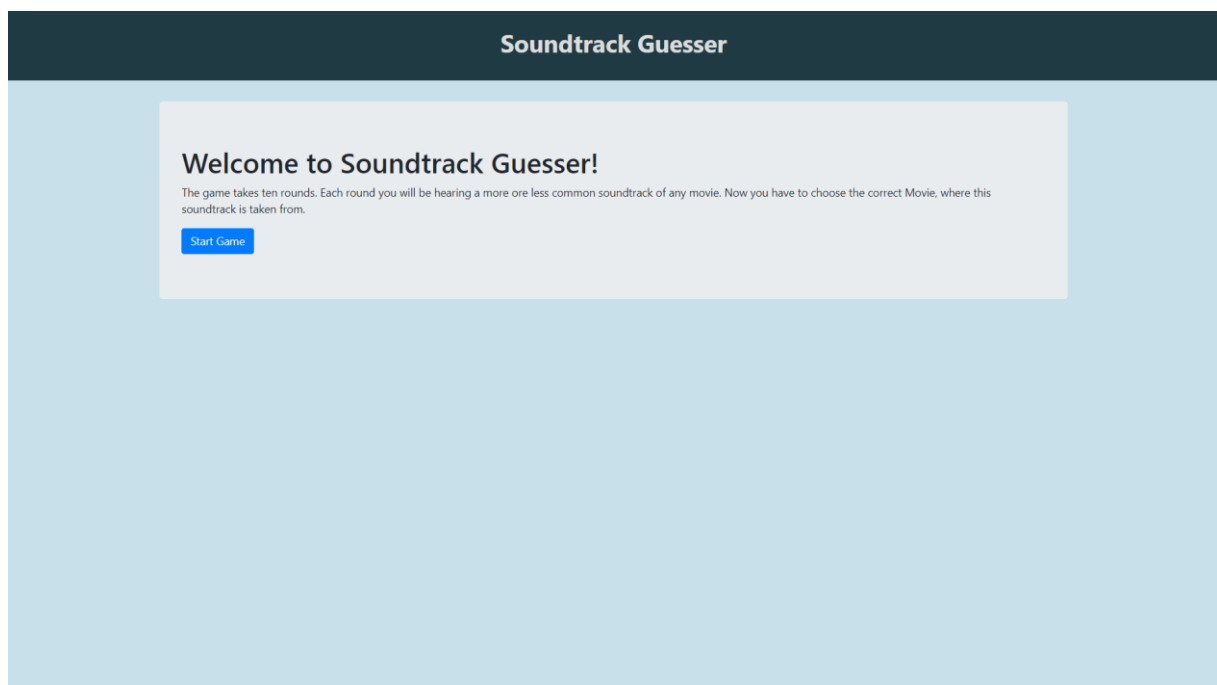 Soundtrack Guesser
Welcome to Soundtrack Guesser!
The game takes ten rounds. Each round you will be hearing a more ore less common soundtrack of any movie. Now you have to choose the correct Movie, where this
soundtrack is taken from.
Start Game